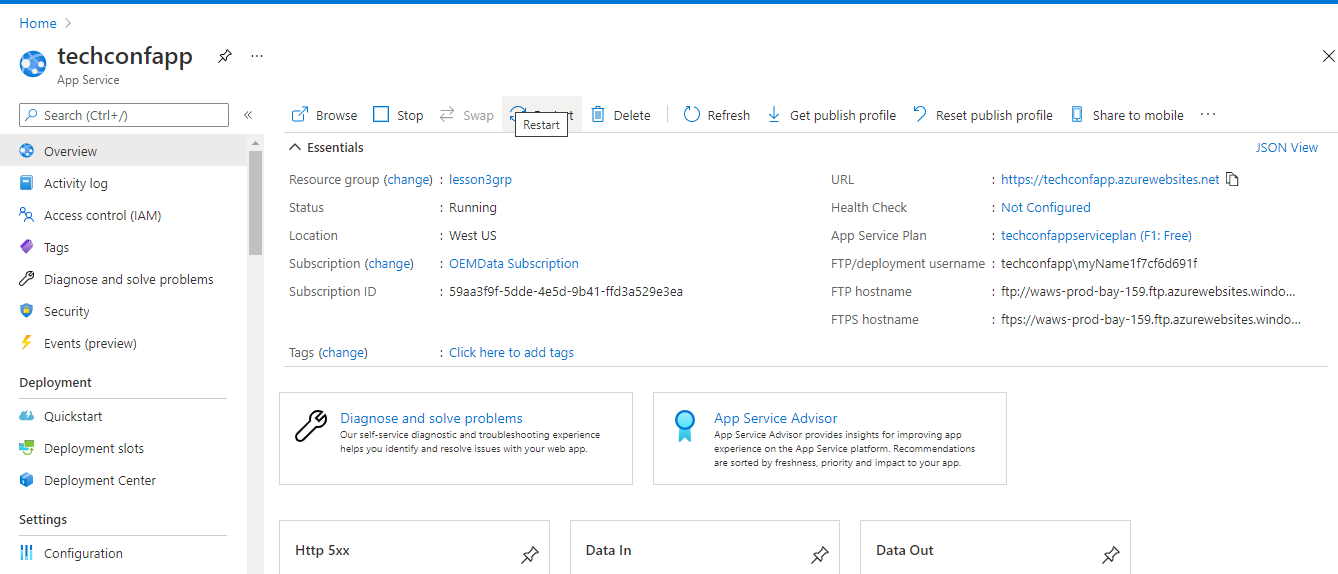 Home
techconfapp
App Service
Search (Ctrl+/)
Browse
Stop
Swap
Restart
Delete
Refresh
Get publish profile
Reset publish profile
Share to mobile
Overview
Activity log
Access control (IAM)
Tags
Diagnose and solve problems
Security
Events (preview)
Deployment
Quickstart
Deployment slots
Deployment Center
Settings
Configuration
Essentials
JSON View
Resource group (change) : lesson3grp
Status : Running
Location : West US
Subscription (change) : OEMData Subscription
Subscription ID : 59aa3f9f-5dde-4e5d-9b41-ffd3a529e3ea
Tags (change) : Click here to add tags
URL : https://techconfapp.azurewebsites.net
Health Check : Not Configured
App Service Plan : techconfappserviceplan (F1: Free)
FTP/deployment username : techconfapp\myName1f7cf6d691f
FTP hostname : ftp://waws-prod-bay-159.ftp.azurewebsites.windo...
FTPS hostname : ftps://waws-prod-bay-159.ftp.azurewebsites.windo...
Diagnose and solve problems
Our self-service diagnostic and troubleshooting experience
helps you identify and resolve issues with your web app.
App Service Advisor
App Service Advisor provides insights for improving app
experience on the App Service platform. Recommendations
are sorted by freshness, priority and impact to your app.
Http 5xx
Data In
Data Out